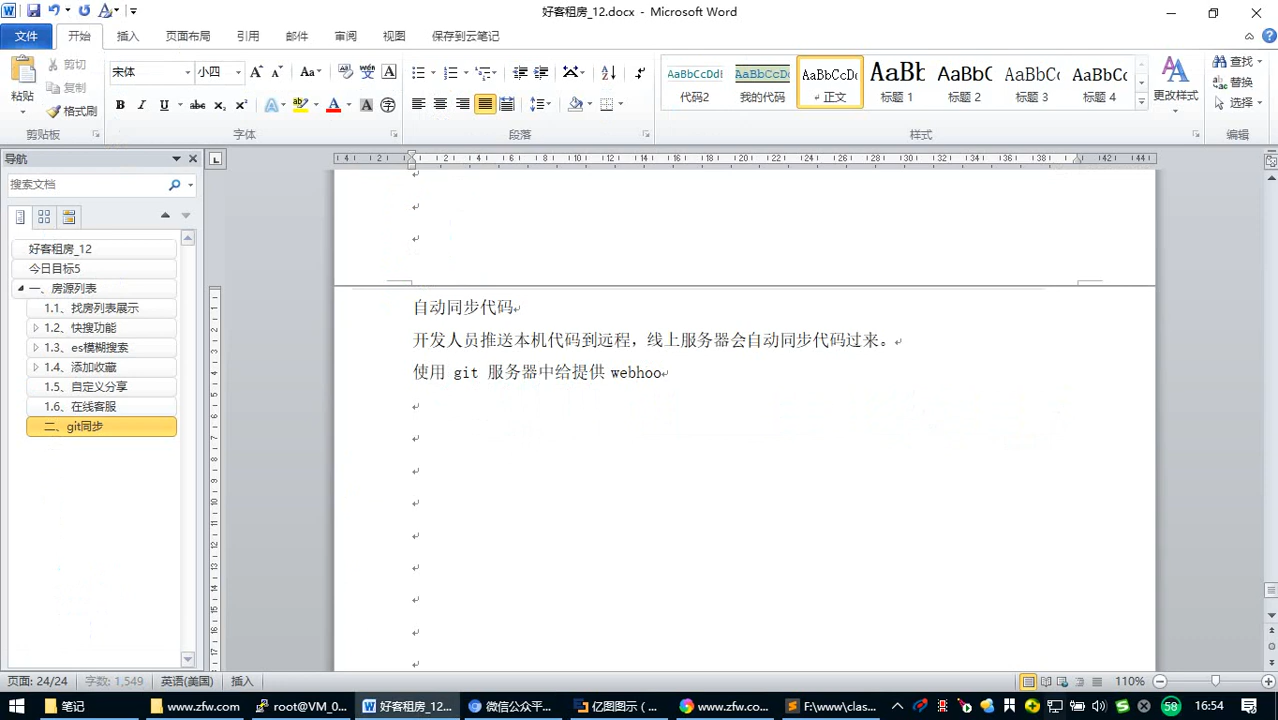 好客租房_12.docx - Microsoft Word
文件 开始 插入 页面布局 引用 邮件 审阅 视图 保存到云笔记
粘贴 剪切 复制 格式刷 剪贴板
宋体 小四 字体
段落
AaBbCcDdI 代码2
AaBbCcDc 我的代码
AaBbCcDc 正文
AaBb 标题 1
AaBbC 标题 2
AaBbCcI 标题 3
AaBbCc 标题 4
更改样式 样式
查找 替换 选择 编辑
导航
搜索文档
好客租房_12
今日目标5
一、房源列表
1.1、找房列表展示
1.2、快搜功能
1.3、es模糊搜索
1.4、添加收藏
1.5、自定义分享
1.6、在线客服
二、git同步
自动同步代码
开发人员推送本机代码到远程，线上服务器会自动同步代码过来。
使用 git 服务器中给提供 webhoo
页面: 24/24 字数: 1,549 英语(美国) 插入 110%
笔记 www.zfw.com root@VM_0... 好客租房_12... 微信公众平... 亿图图示 (... www.zfw.co... F:\www\clas... 58 16:54